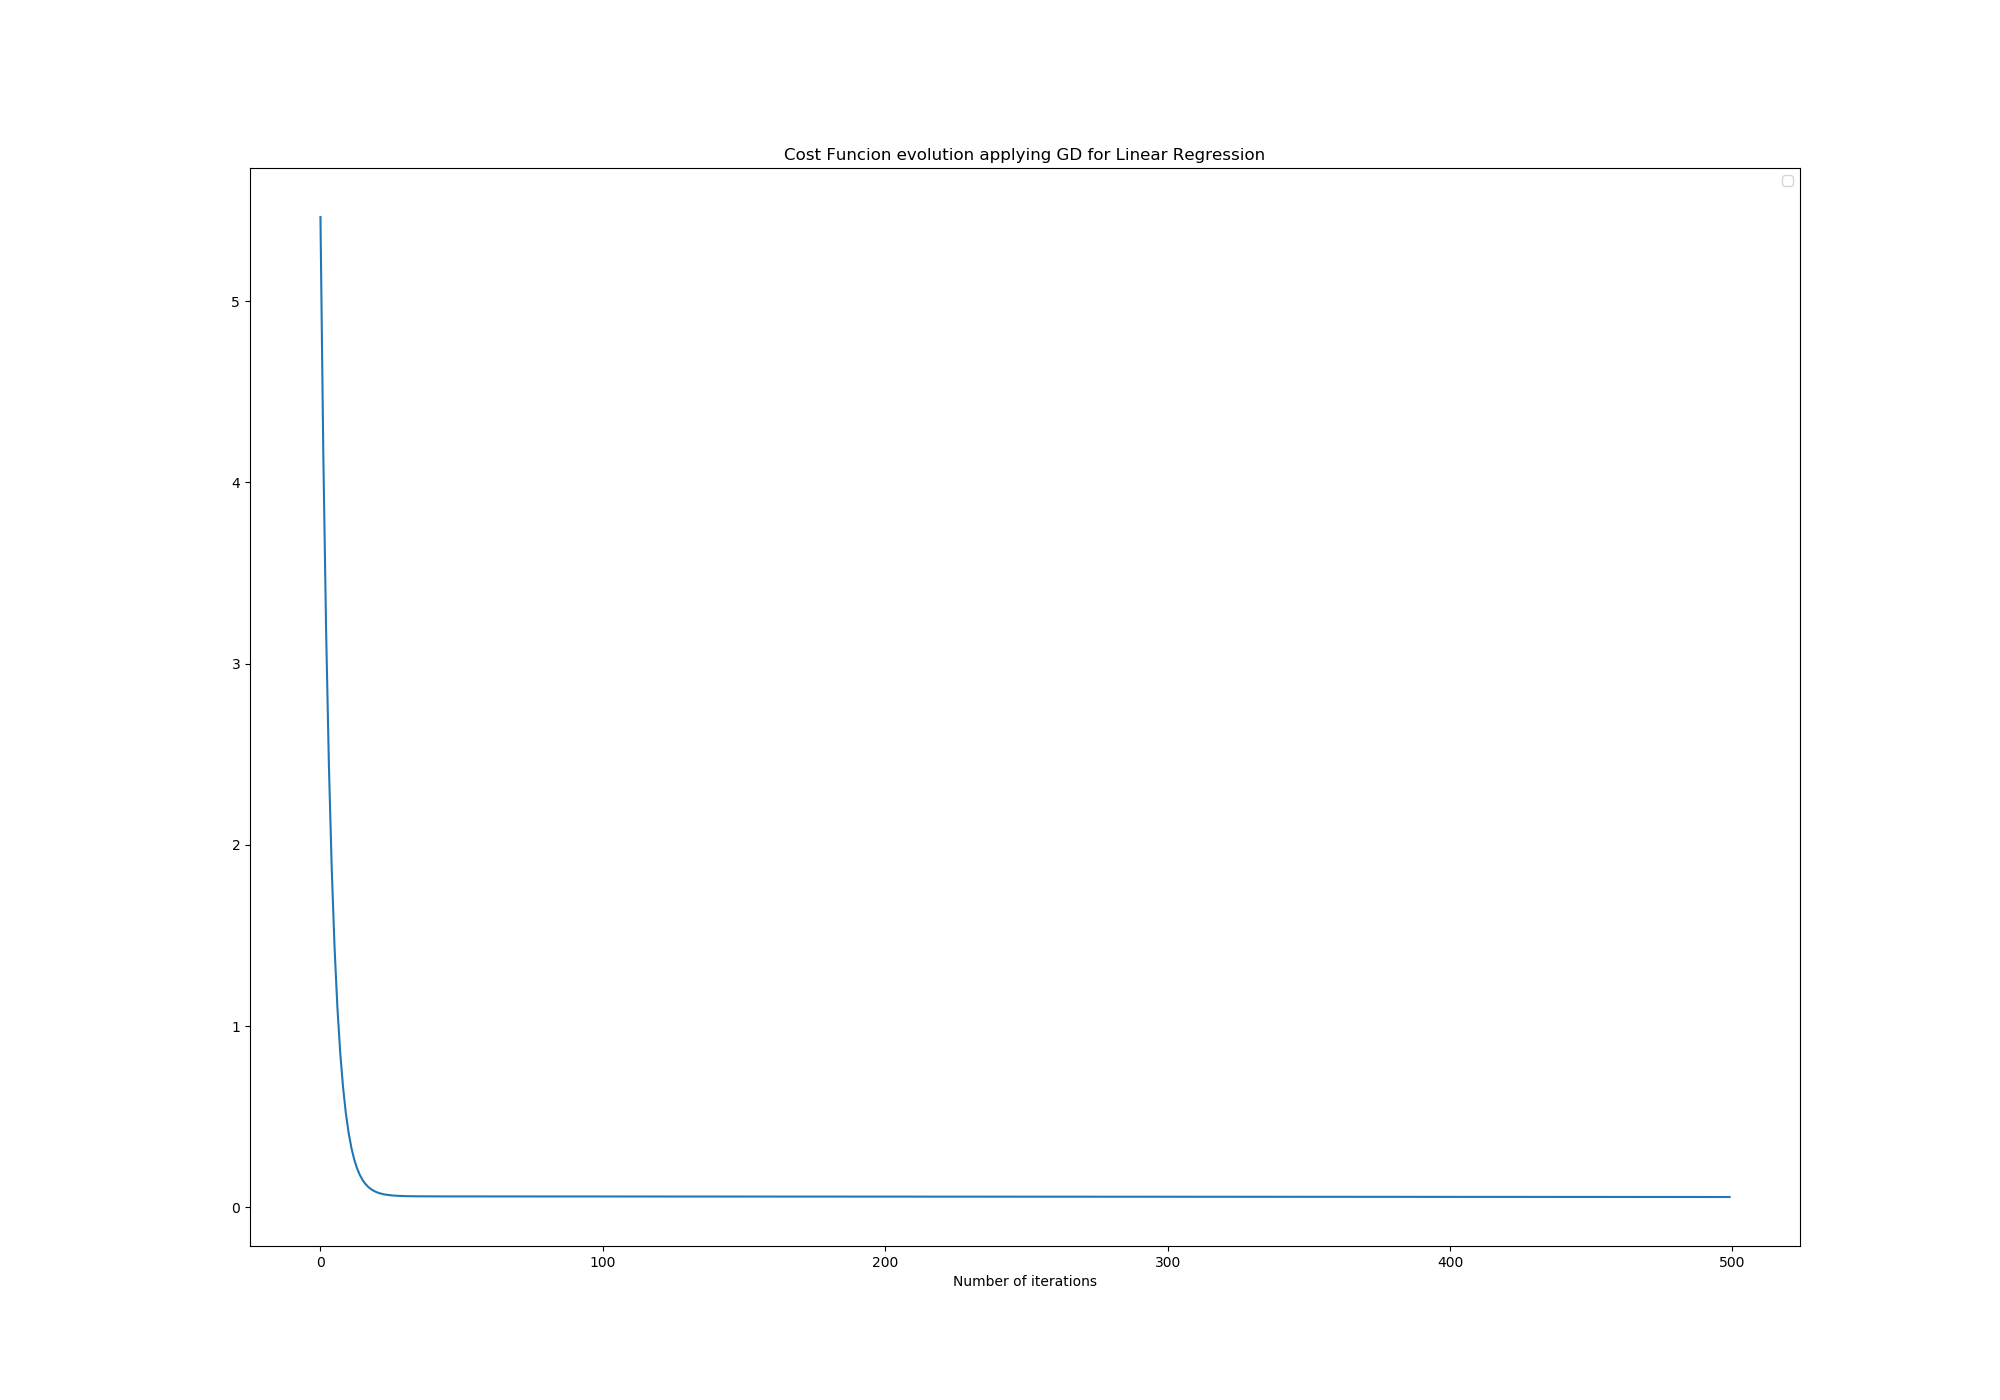 Cost Funcion evolution applying GD for Linear Regression
5
4
3
2
1
0
0 100 200 300 400 500
Number of iterations